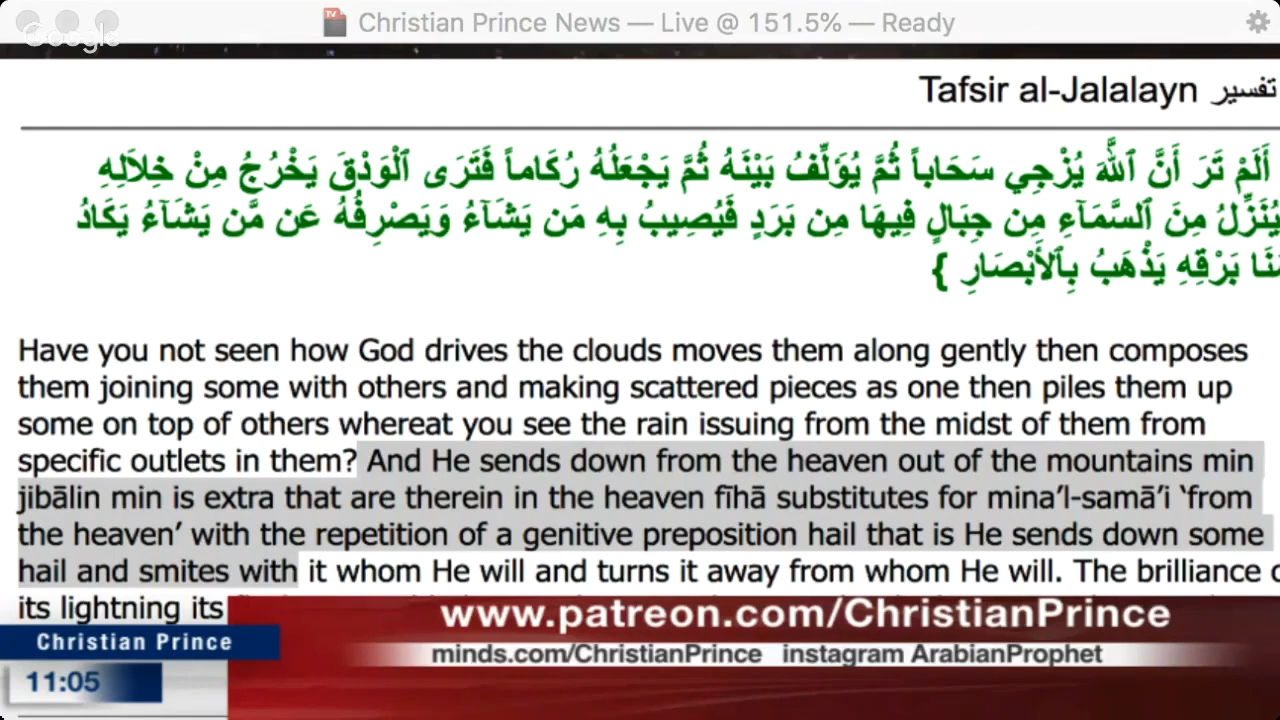 Christian Prince News — Live @ 151.5% — Ready
Google
Tafsir al-Jalalayn تفسير
أَلَمْ تَرَ أَنَّ ٱللَّهَ يُزْجِي سَحَاباً ثُمَّ يُؤَلِّفُ بَيْنَهُ ثُمَّ يَجْعَلُهُ رُكَاماً فَتَرَى ٱلْوَدْقَ يَخْرُجُ مِنْ خِلاَلِهِ
يُنَزِّلُ مِنَ ٱلسَّمَآءِ مِن جِبَالٍ فِيهَا مِن بَرَدٍ فَيُصِيبُ بِهِ مَن يَشَآءُ وَيَصْرِفُهُ عَن مَّن يَشَآءُ يَكَادُ
بَرْقِهِ يَذْهَبُ بِٱلأَبْصَارِ }
Have you not seen how God drives the clouds moves them along gently then composes
them joining some with others and making scattered pieces as one then piles them up
some on top of others whereat you see the rain issuing from the midst of them from
specific outlets in them? And He sends down from the heaven out of the mountains min
jibālin min is extra that are therein in the heaven fīhā substitutes for mina’l-samā’i ‘from
the heaven’ with the repetition of a genitive preposition hail that is He sends down some
hail and smites with it whom He will and turns it away from whom He will. The brilliance
its lightning its
www.patreon.com/ChristianPrince
Christian Prince
minds.com/ChristianPrince instagram ArabianProphet
11:05